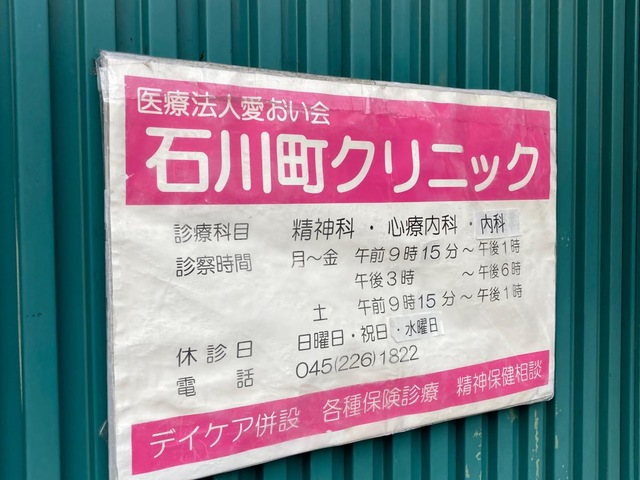 医療法人愛おい会
石川町クリニック
診療科目 精神科・心療内科・内科
診察時間 月～金 午前9時15分～午後1時
午後3時 ～午後6時
土 午前9時15分～午後1時
休診日 日曜日・祝日・水曜日
電話 045(226)1822
デイケア併設 各種保険診療 精神保健相談